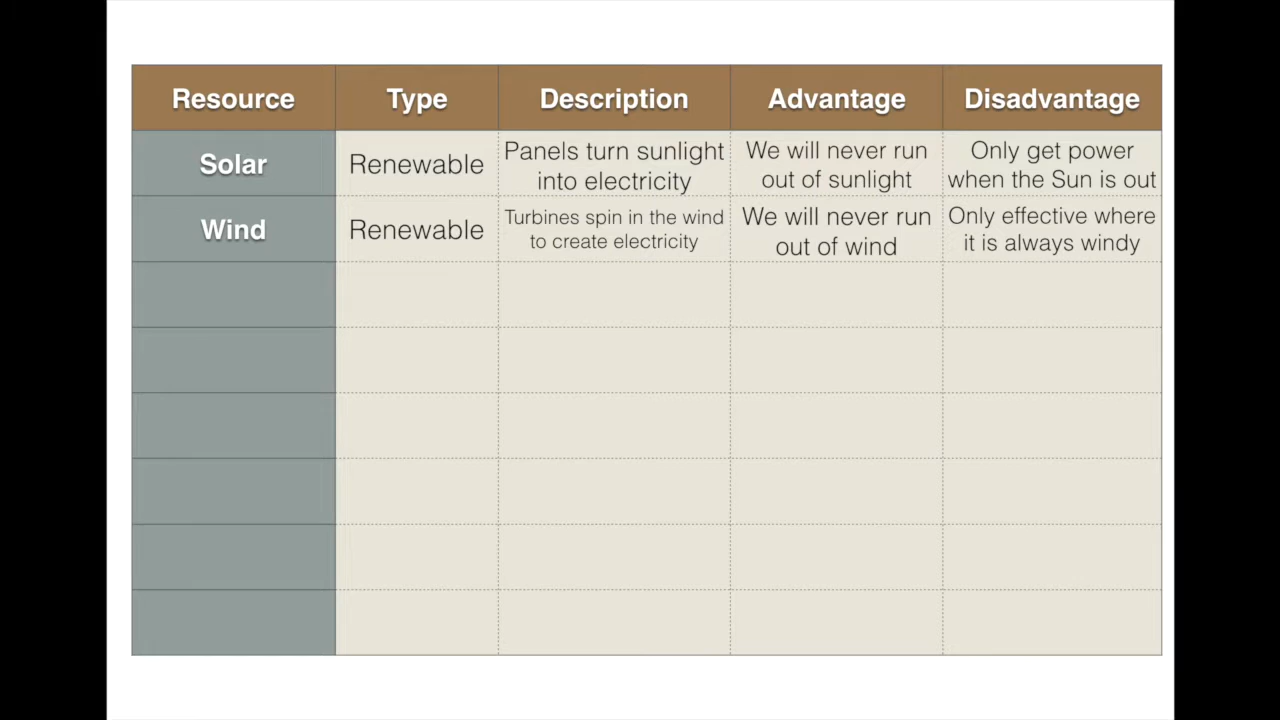 Resource Type Description Advantage Disadvantage
Solar
Renewable
Panels turn sunlight
into electricity
We will never run
out of sunlight
Only get power
when the Sun is out
Wind
Renewable
Turbines spin in the wind
to create electricity
We will never run
out of wind
Only effective where
it is always windy